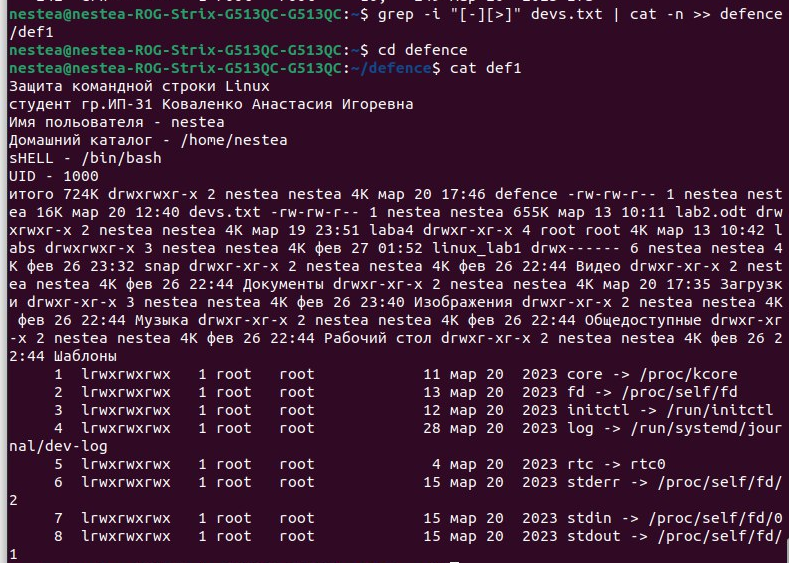 nestea@nestea-ROG-Strix-G513QC-G513QC:~$ grep -i "[-][>]" devs.txt | cat -n >> defence
/def1
nestea@nestea-ROG-Strix-G513QC-G513QC:~$ cd defence
nestea@nestea-ROG-Strix-G513QC-G513QC:~/defence$ cat def1
Защита командной строки Linux
студент гр.ИП-31 Коваленко Анастасия Игоревна
Имя польователя - nestea
Домашний каталог - /home/nestea
sHELL - /bin/bash
UID - 1000
итого 724K drwxrwxr-x 2 nestea nestea 4K мар 20 17:46 defence -rw-rw-r-- 1 nestea nest
ea 16K мар 20 12:40 devs.txt -rw-rw-r-- 1 nestea nestea 655K мар 13 10:11 lab2.odt drw
xrwxr-x 2 nestea nestea 4K мар 19 23:51 laba4 drwxr-xr-x 4 root root 4K мар 13 10:42 l
abs drwxrwxr-x 3 nestea nestea 4K фев 27 01:52 linux_lab1 drwx------ 6 nestea nestea 4
K фев 26 23:32 snap drwxr-xr-x 2 nestea nestea 4K фев 26 22:44 Видео drwxr-xr-x 2 nest
ea nestea 4K фев 26 22:44 Документы drwxr-xr-x 2 nestea nestea 4K мар 20 17:35 Загрузк
и drwxr-xr-x 3 nestea nestea 4K фев 26 23:40 Изображения drwxr-xr-x 2 nestea nestea 4K
фев 26 22:44 Музыка drwxr-xr-x 2 nestea nestea 4K фев 26 22:44 Общедоступные drwxr-xr
-x 2 nestea nestea 4K фев 26 22:44 Рабочий стол drwxr-xr-x 2 nestea nestea 4K фев 26 2
2:44 Шаблоны
1 lrwxrwxrwx 1 root root 11 мар 20 2023 core -> /proc/kcore
2 lrwxrwxrwx 1 root root 13 мар 20 2023 fd -> /proc/self/fd
3 lrwxrwxrwx 1 root root 12 мар 20 2023 initctl -> /run/initctl
4 lrwxrwxrwx 1 root root 28 мар 20 2023 log -> /run/systemd/jour
nal/dev-log
5 lrwxrwxrwx 1 root root 4 мар 20 2023 rtc -> rtc0
6 lrwxrwxrwx 1 root root 15 мар 20 2023 stderr -> /proc/self/fd/
2
7 lrwxrwxrwx 1 root root 15 мар 20 2023 stdin -> /proc/self/fd/0
8 lrwxrwxrwx 1 root root 15 мар 20 2023 stdout -> /proc/self/fd/
1